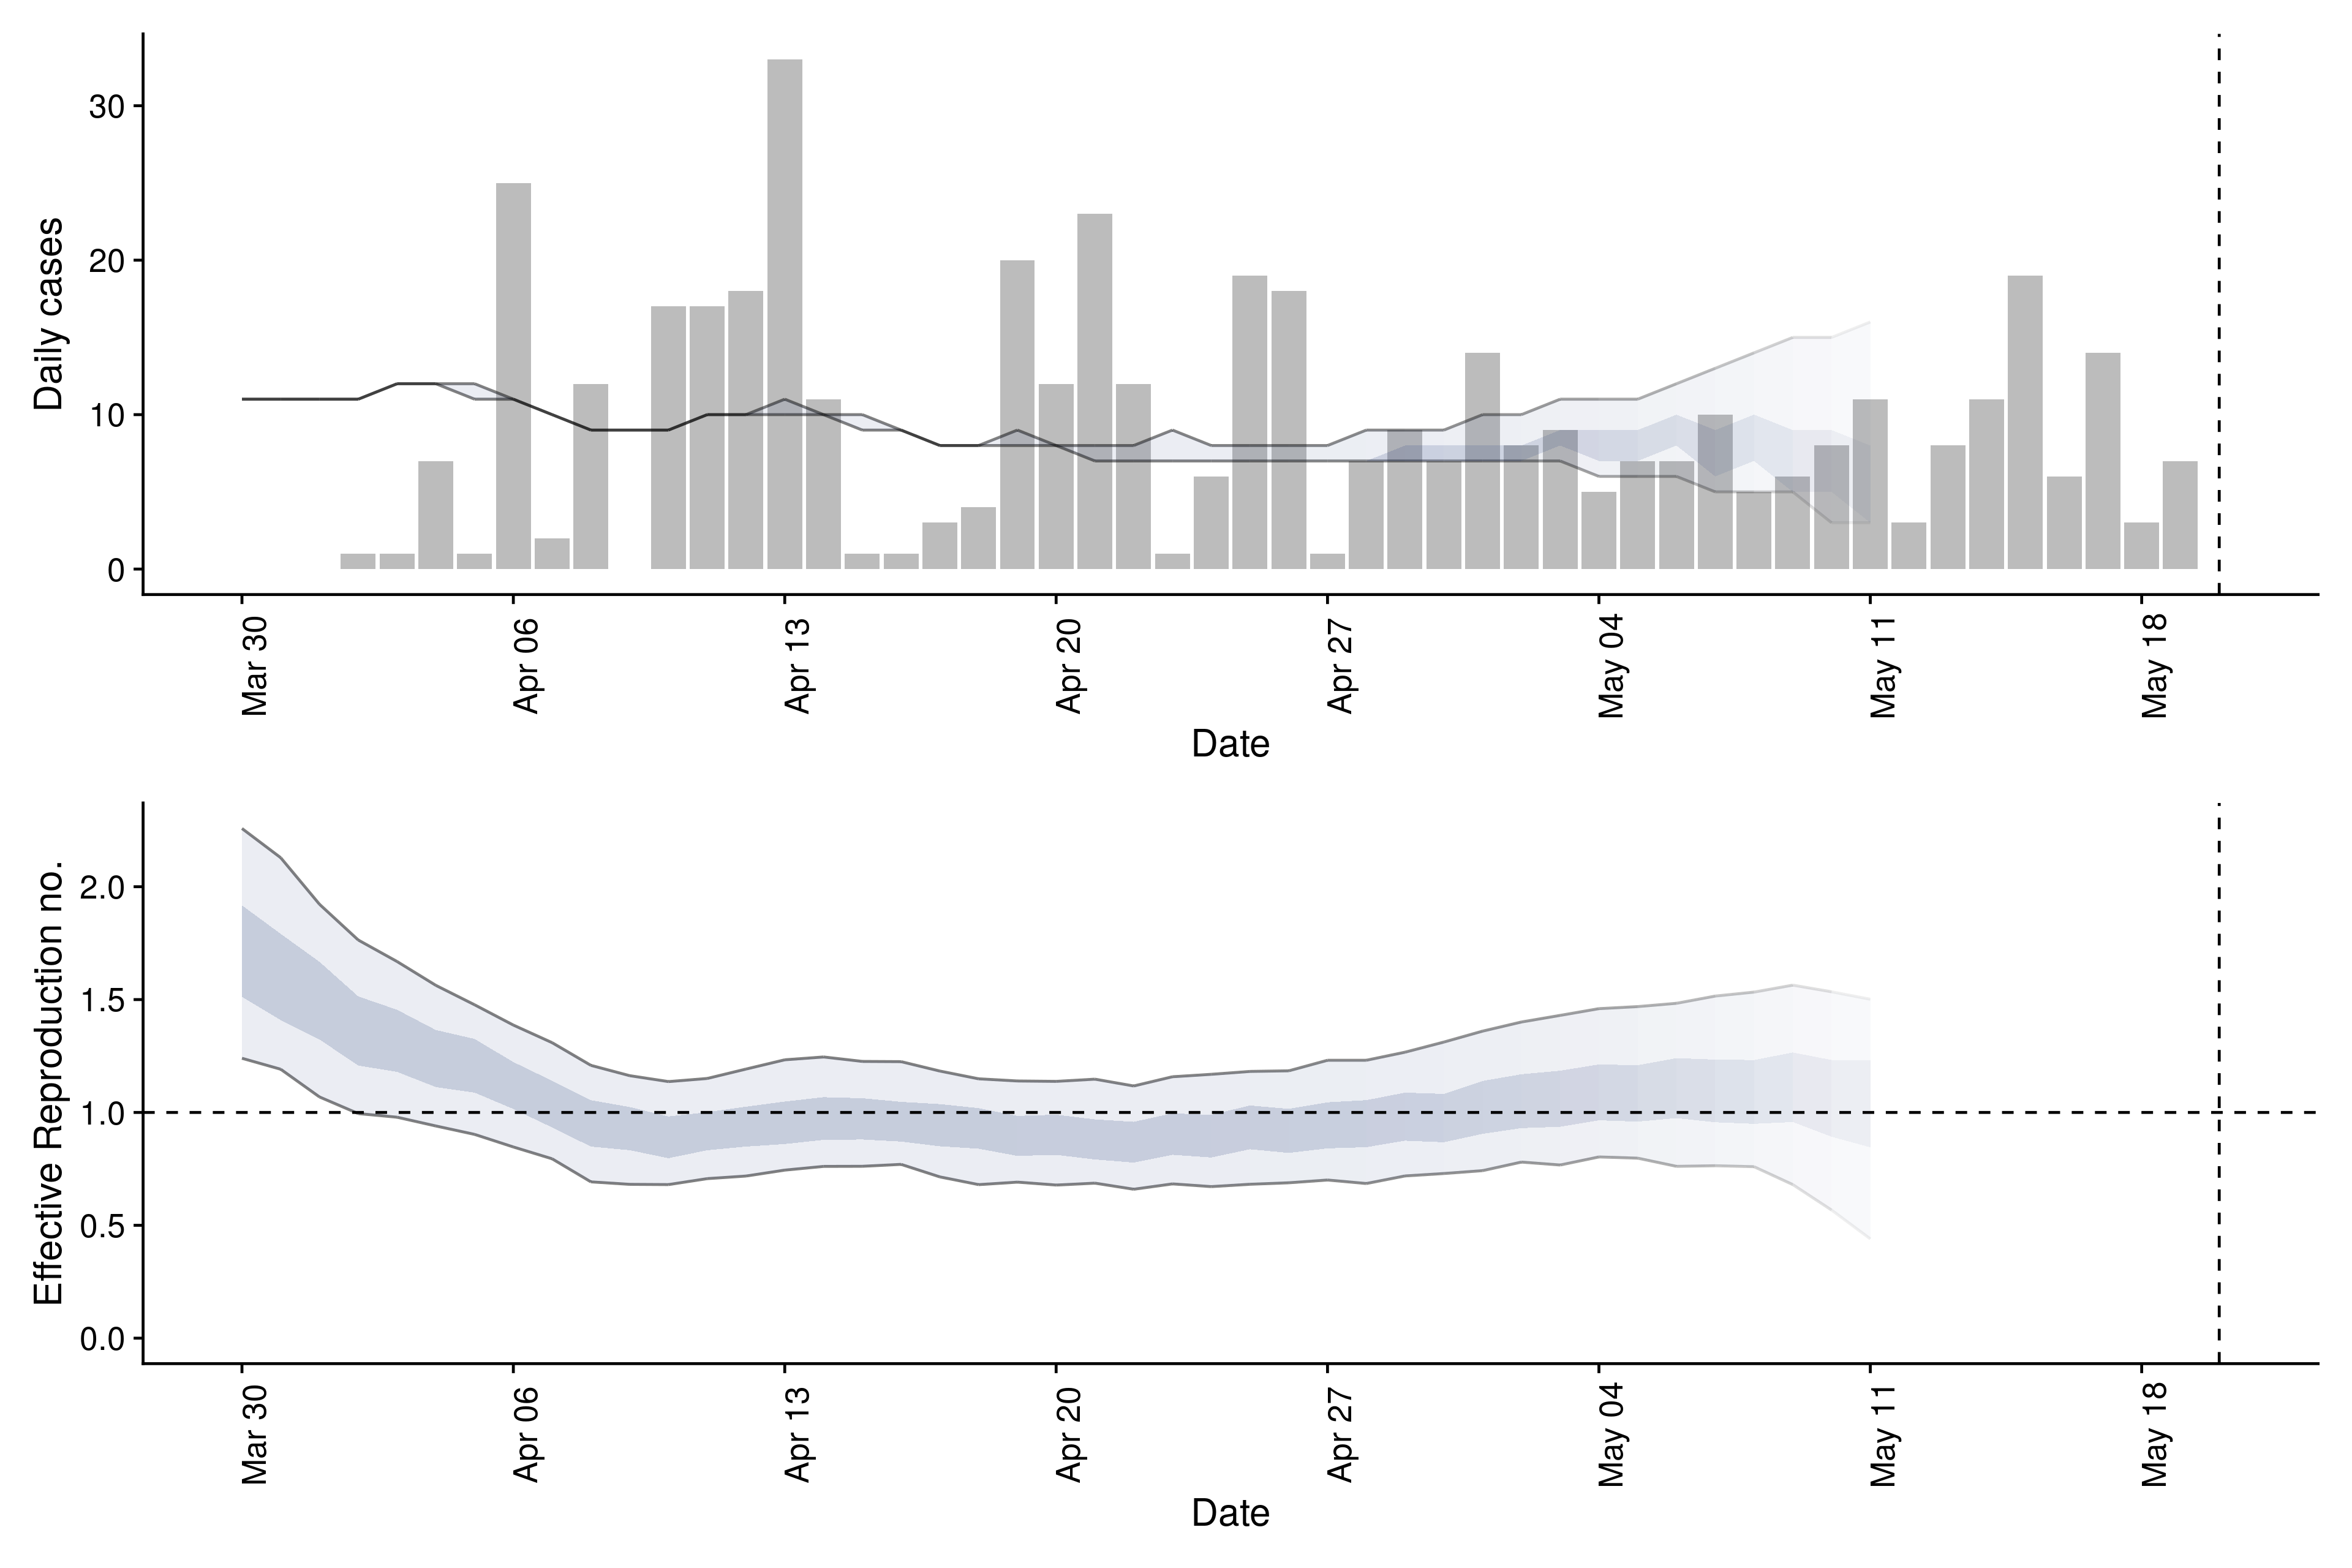 Daily cases
30
20
10
0
Mar 30
Apr 06
Apr 13
Apr 20
Apr 27
May 04
May 11
May 18
Date
Effective Reproduction no.
2.0
1.5
1.0
0.5
0.0
Mar 30
Apr 06
Apr 13
Apr 20
Apr 27
May 04
May 11
May 18
Date